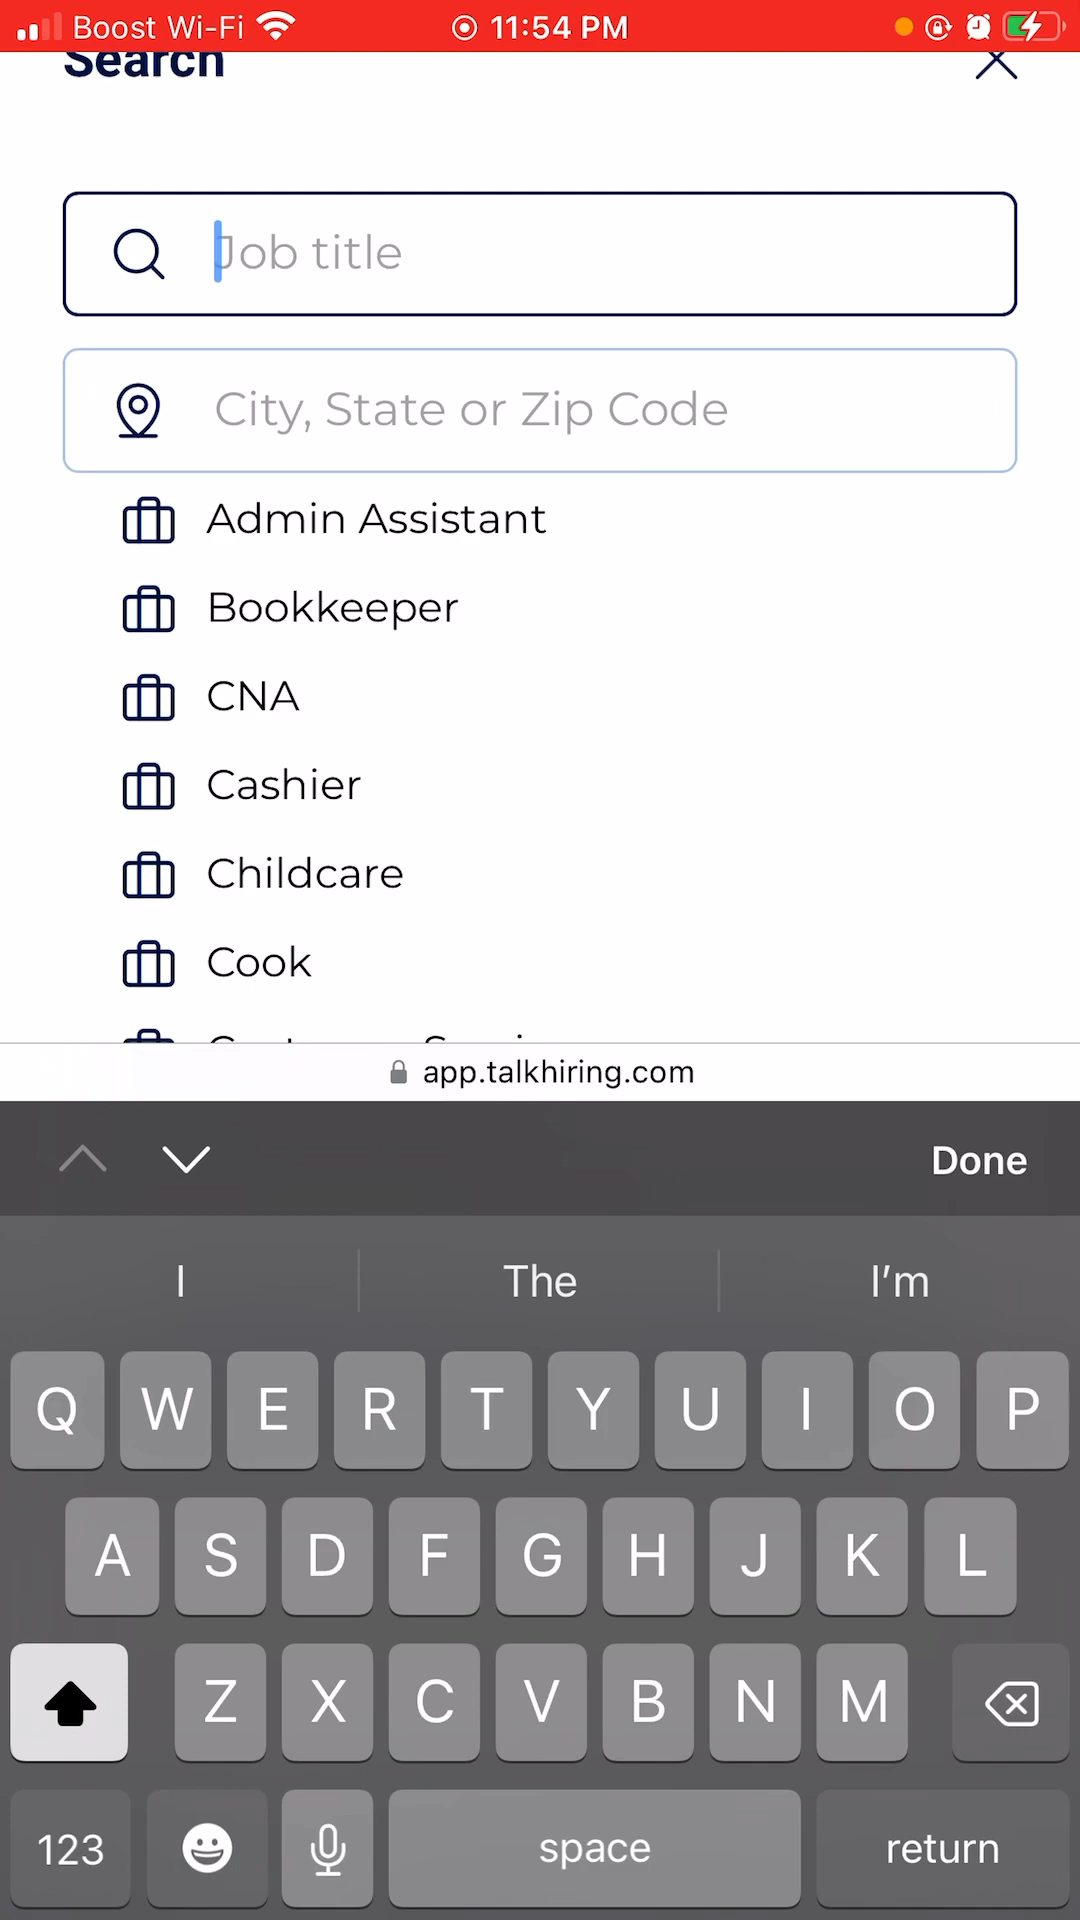 Boost Wi-Fi 11:54 PM
Search
Job title
City, State or Zip Code
Admin Assistant
Bookkeeper
CNA
Cashier
Childcare
Cook
app.talkhiring.com
Done
I The I'm
Q W E R T Y U I O P
A S D F G H J K L
Z X C V B N M
123 space return